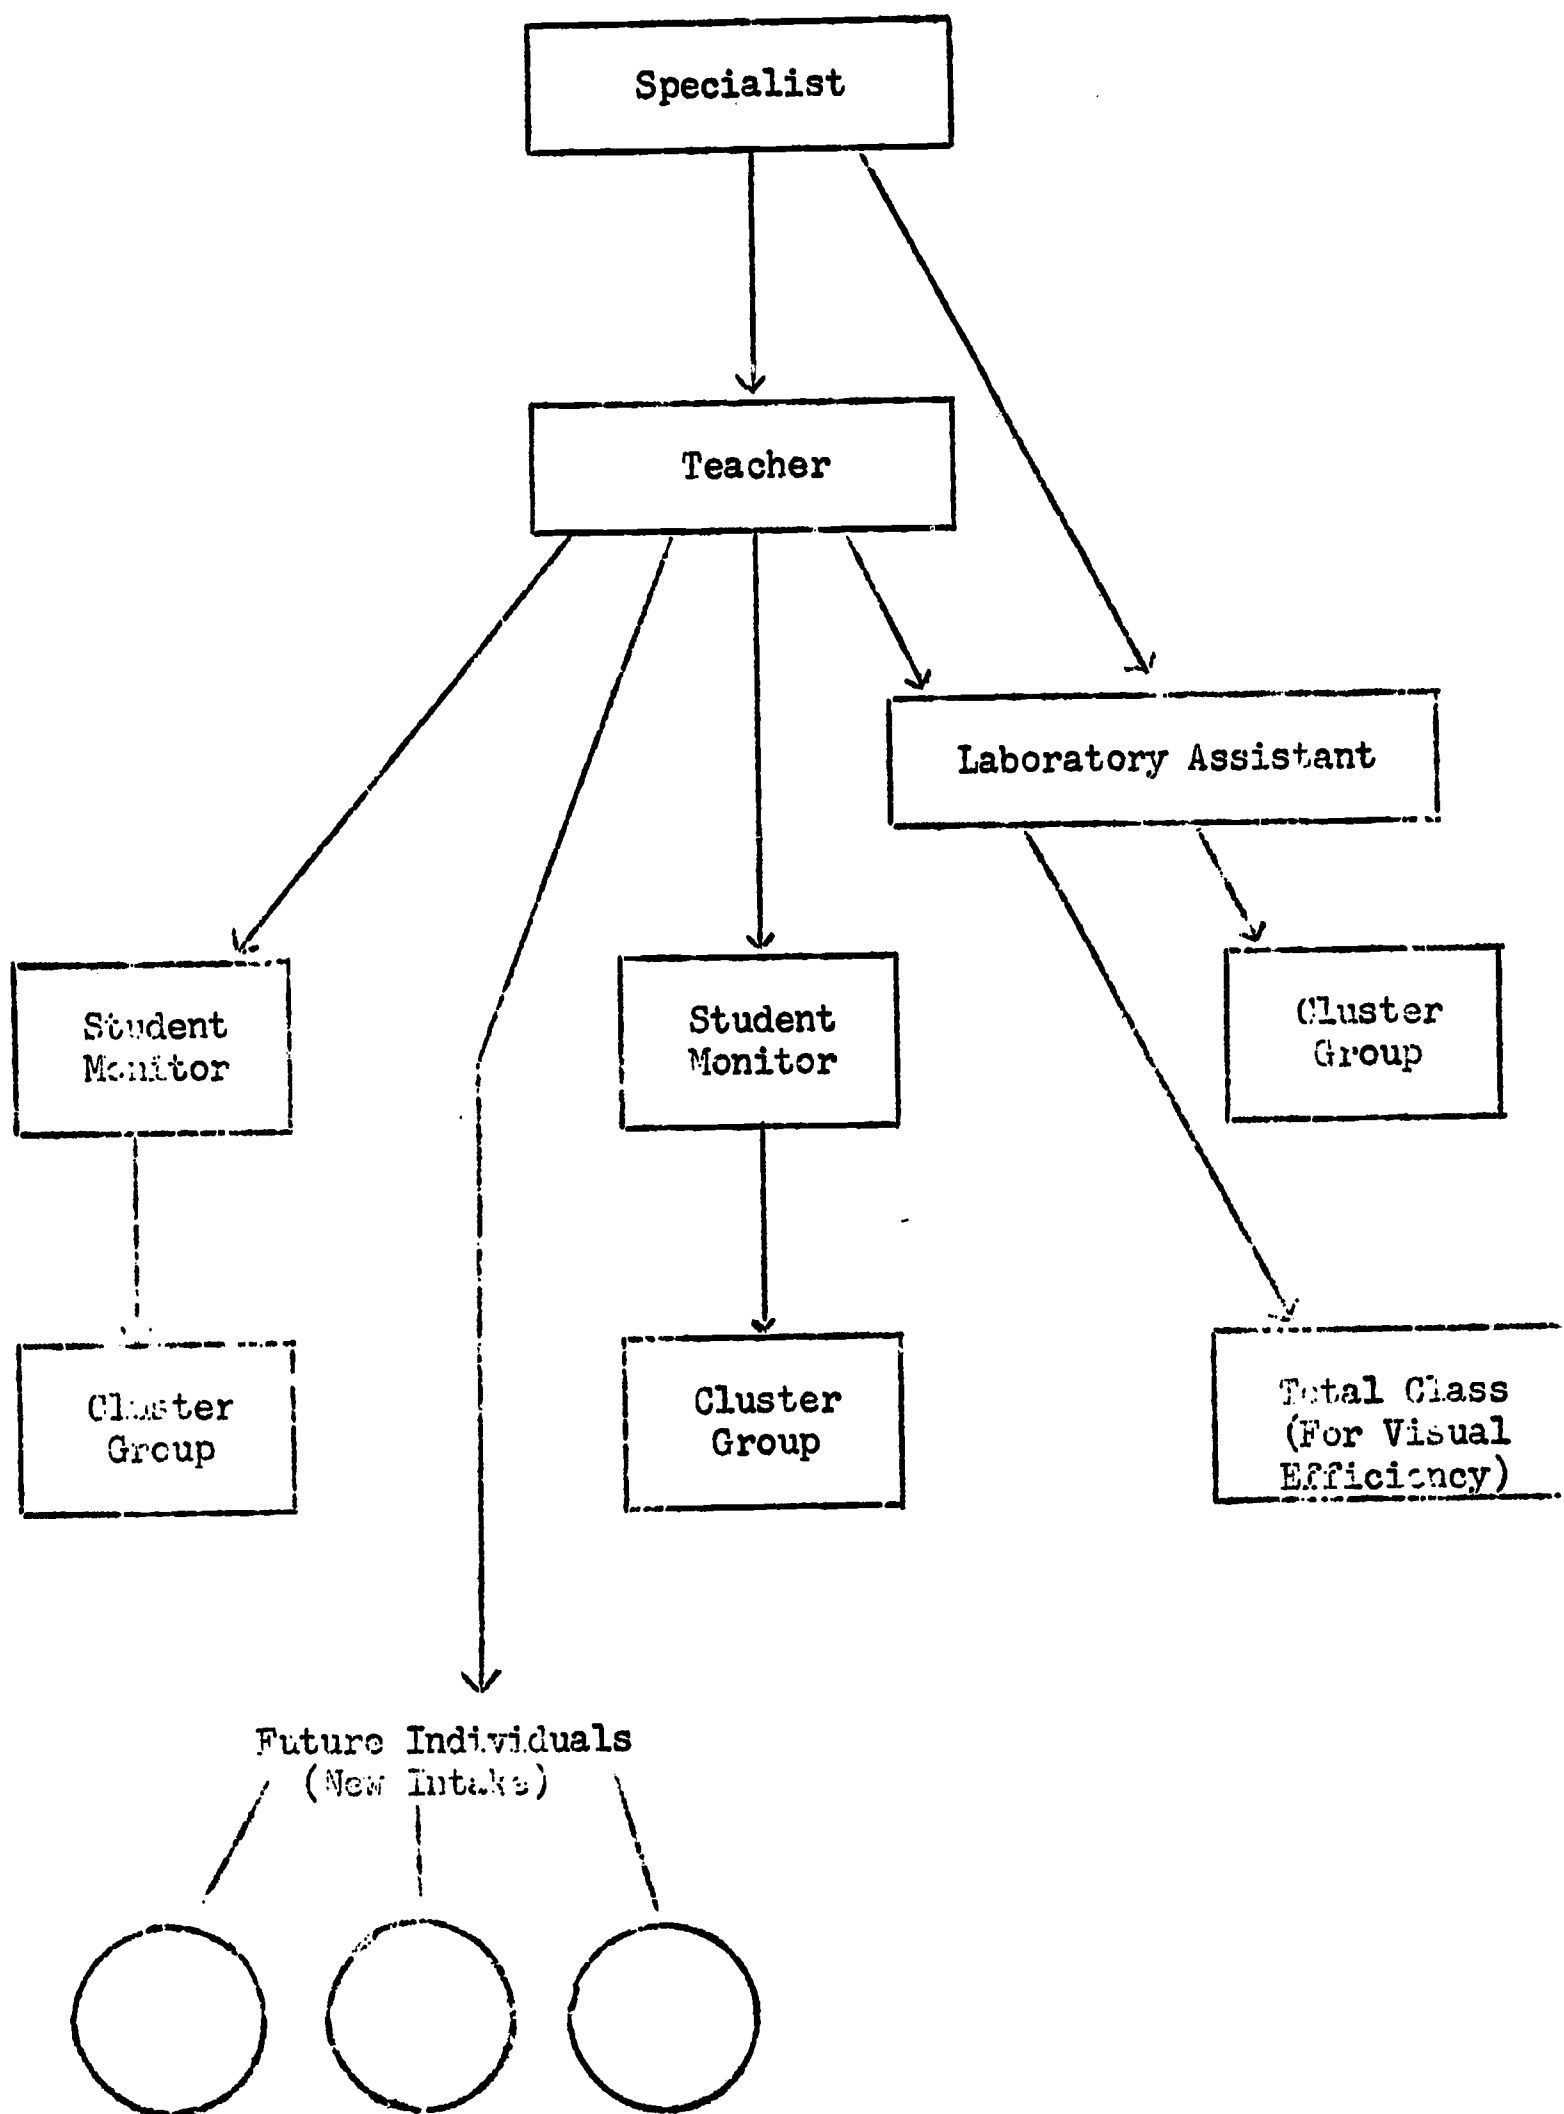 Specialist
Teacher
Laboratory Assistant
Student
Monitor
Student
Monitor
Cluster
Group
Cluster
Group
Cluster
Group
Total Class
(For Visual
Efficiency)
Future Individuals
(New Intake)